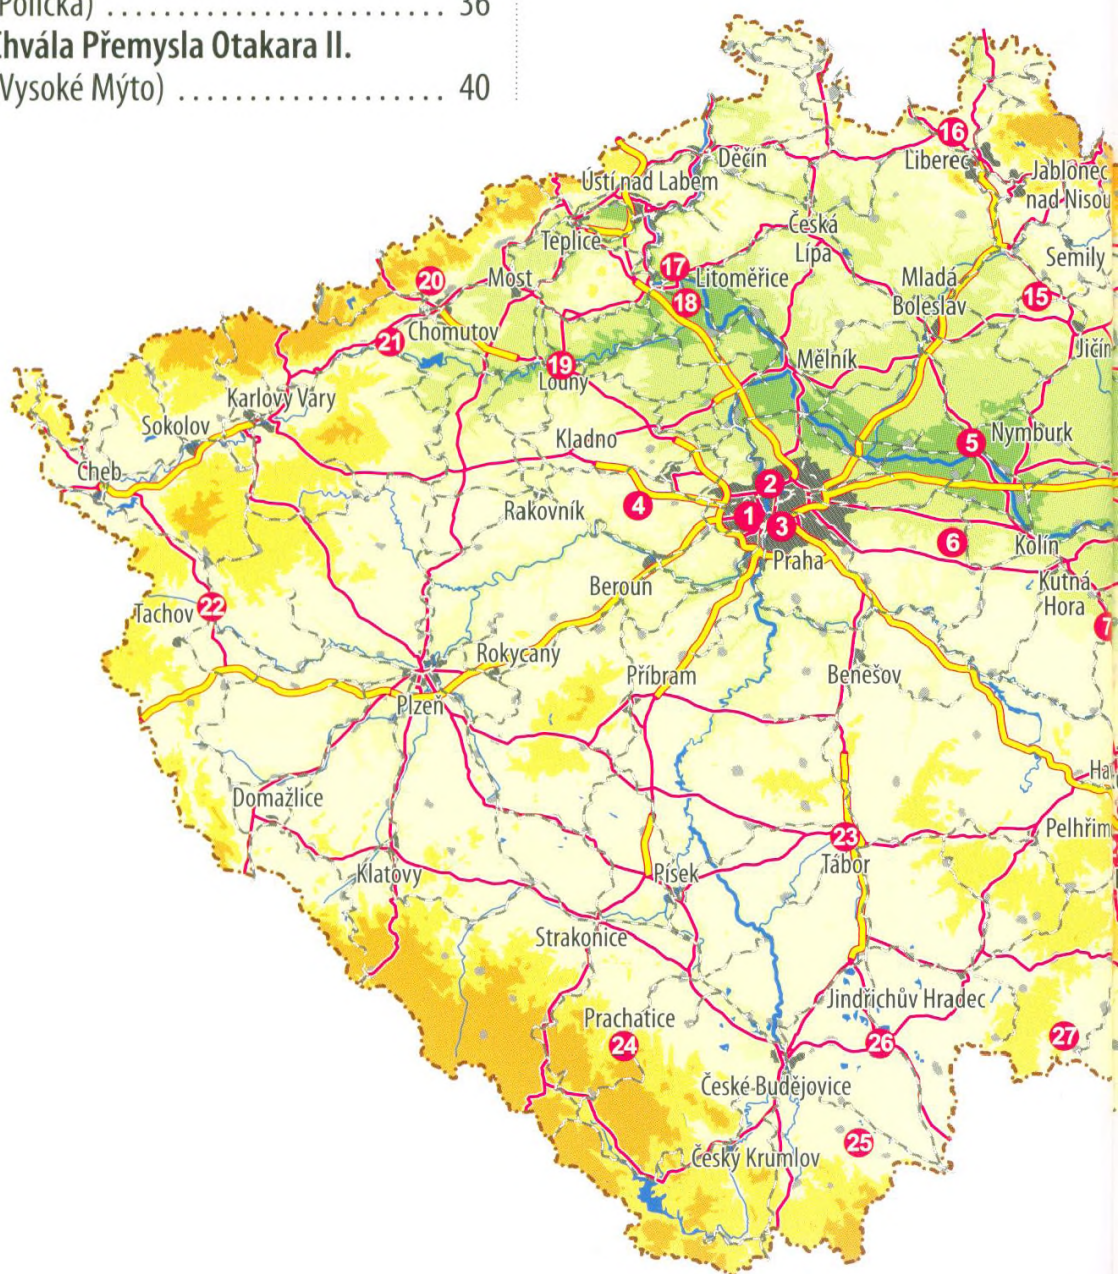 Polička) ........................ 36
Chvála Přemysla Otakara II.
Vysoké Mýto) ................... 40
16
Děčín
Liberec
Jablonec
nad Nisou
Ústí nad Labem
Teplice
Česká
Lípa
Semily
17
Litoměřice
20
Most
Mladá
Boleslav
15
18
Chomutov
21
Jičín
19
Louny
Mělník
Karlovy Vary
Sokolov
Kladno
5
Nymburk
Cheb
2
4
Rakovník
1
3
6
Kolín
Praha
Beroun
Kutná
Hora
Tachov
22
7
Rokycany
Příbram
Benešov
Plzeň
Ha
Domažlice
Pelhřim
23
Tábor
Klatovy
Písek
Strakonice
Jindřichův Hradec
Prachatice
24
26
27
České Budějovice
25
Český Krumlov